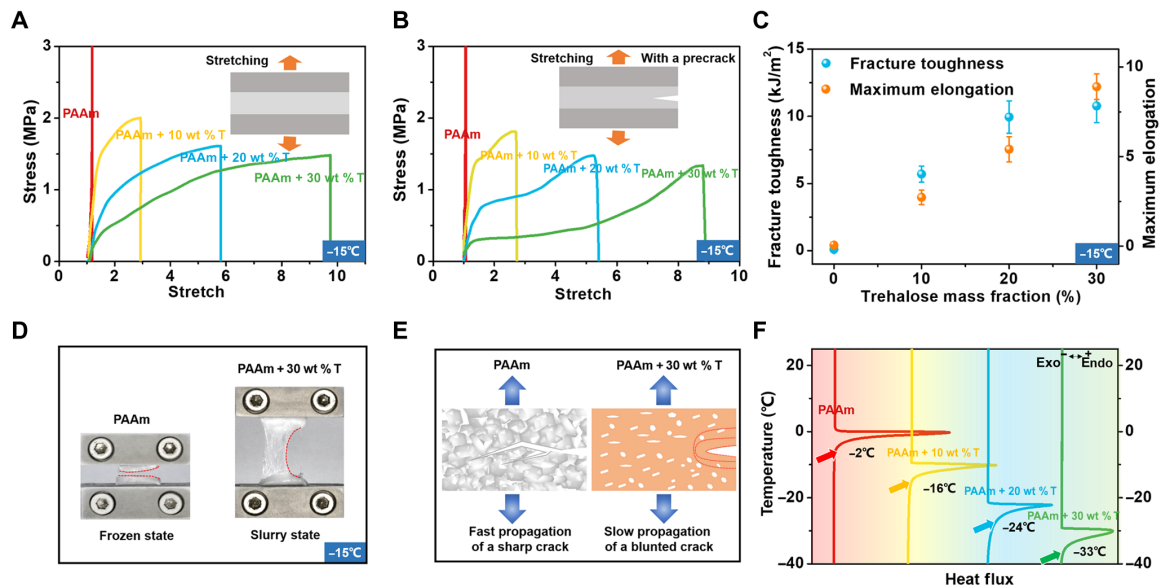 A
3
2
1
0
Stress (MPa)
0
2
4
6
8
10
Stretch
Stretching
PAAm
PAAm + 10 wt % T
PAAm + 20 wt % T
PAAm + 30 wt % T
–15℃
B
3
2
1
0
Stress (MPa)
0
2
4
6
8
10
Stretch
Stretching
With a precrack
PAAm
PAAm + 10 wt % T
PAAm + 20 wt % T
PAAm + 30 wt % T
–15℃
C
15
10
5
0
Fracture toughness (kJ/m²)
Fracture toughness
Maximum elongation
10
5
0
Maximum elongation
0
10
20
30
Trehalose mass fraction (%)
–15℃
D
PAAm
PAAm + 30 wt % T
Frozen state
Slurry state
–15℃
E
PAAm
PAAm + 30 wt % T
Fast propagation
of a sharp crack
Slow propagation
of a blunted crack
F
20
0
−20
−40
Temperature (℃)
Exo
− +
Endo
PAAm
–2℃
PAAm + 10 wt % T
–16℃
PAAm + 20 wt % T
–24℃
PAAm + 30 wt % T
–33℃
20
0
−20
−40
Heat flux